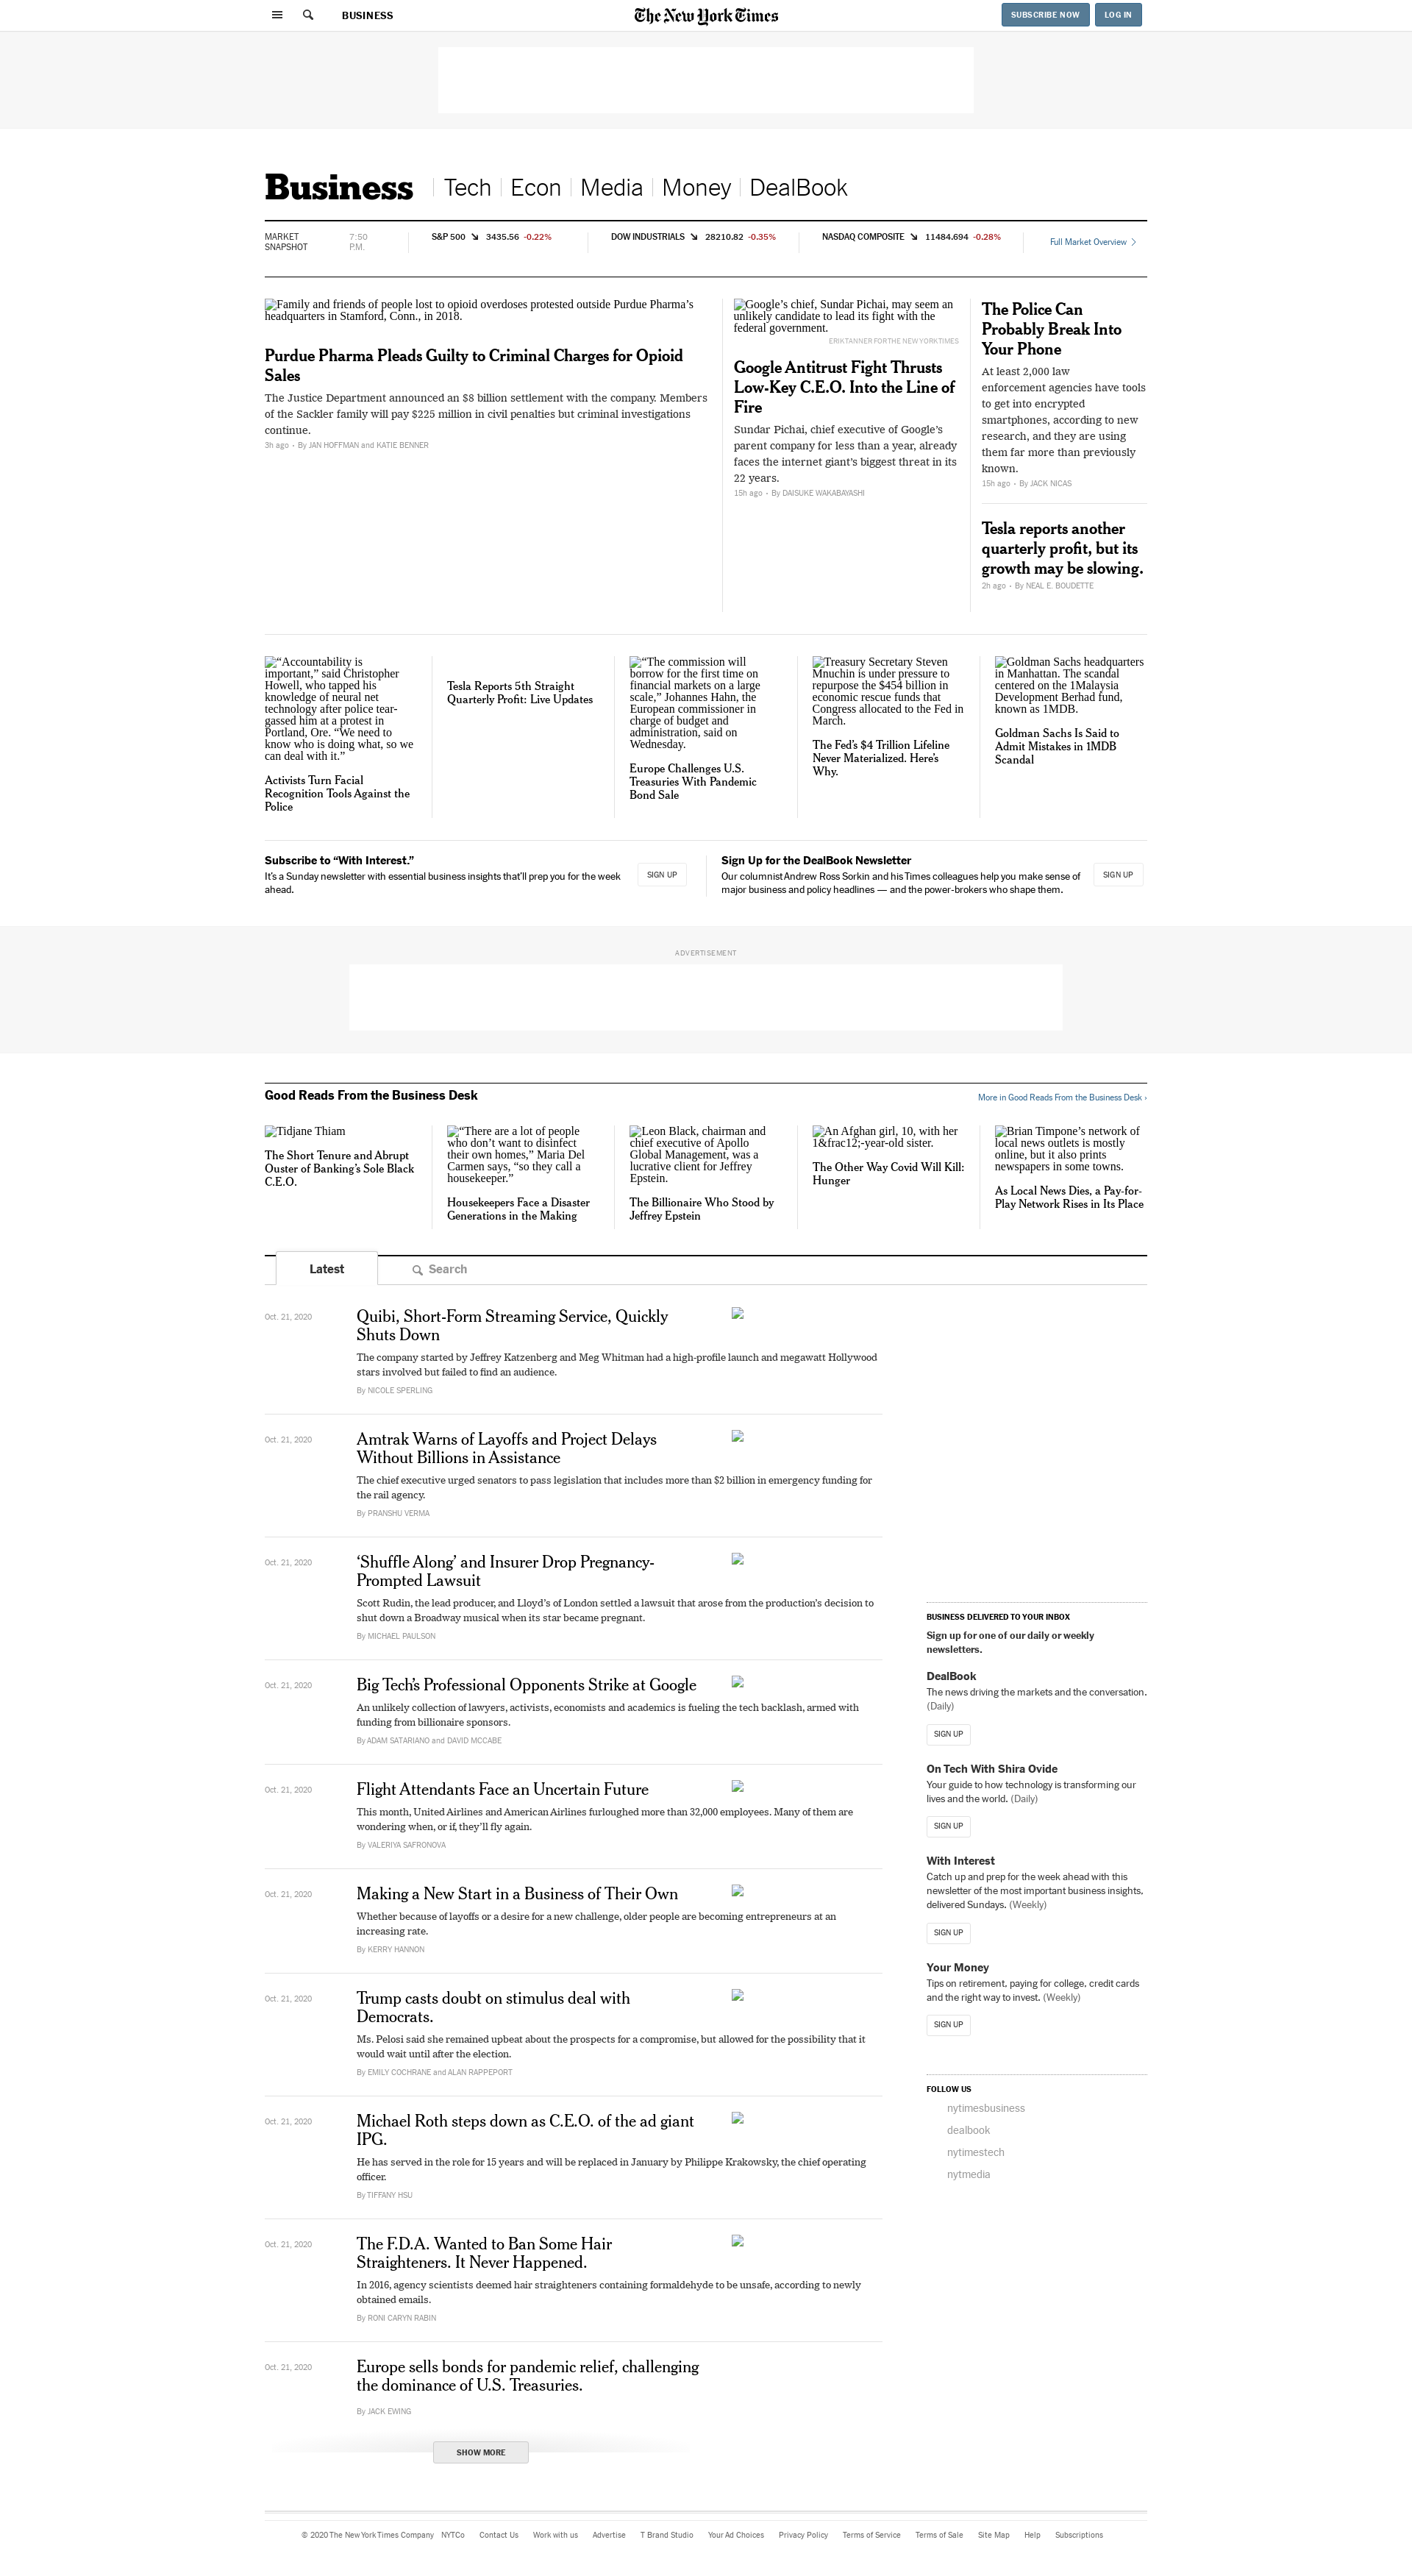 BUSINESS
The New York Times
SUBSCRIBE NOW
LOG IN
Business
Tech
Econ
Media
Money
DealBook
MARKET
SNAPSHOT
7:50
P.M.
S&P 500 3435.56 -0.22%
DOW INDUSTRIALS 28210.82 -0.35%
NASDAQ COMPOSITE 11484.694 -0.28%
Full Market Overview
Family and friends of people lost to opioid overdoses protested outside Purdue Pharma’s
headquarters in Stamford, Conn., in 2018.
Purdue Pharma Pleads Guilty to Criminal Charges for Opioid
Sales
The Justice Department announced an $8 billion settlement with the company. Members
of the Sackler family will pay $225 million in civil penalties but criminal investigations
continue.
3h ago • By JAN HOFFMAN and KATIE BENNER
Google’s chief, Sundar Pichai, may seem an
unlikely candidate to lead its fight with the
federal government.
ERIK TANNER FOR THE NEW YORK TIMES
Google Antitrust Fight Thrusts
Low-Key C.E.O. Into the Line of
Fire
Sundar Pichai, chief executive of Google’s
parent company for less than a year, already
faces the internet giant’s biggest threat in its
22 years.
15h ago • By DAISUKE WAKABAYASHI
The Police Can
Probably Break Into
Your Phone
At least 2,000 law
enforcement agencies have tools
to get into encrypted
smartphones, according to new
research, and they are using
them far more than previously
known.
15h ago • By JACK NICAS
Tesla reports another
quarterly profit, but its
growth may be slowing.
2h ago • By NEAL E. BOUDETTE
“Accountability is
important,” said Christopher
Howell, who tapped his
knowledge of neural net
technology after police tear-
gassed him at a protest in
Portland, Ore. “We need to
know who is doing what, so we
can deal with it.”
Activists Turn Facial
Recognition Tools Against the
Police
Tesla Reports 5th Straight
Quarterly Profit: Live Updates
“The commission will
borrow for the first time on
financial markets on a large
scale,” Johannes Hahn, the
European commissioner in
charge of budget and
administration, said on
Wednesday.
Europe Challenges U.S.
Treasuries With Pandemic
Bond Sale
Treasury Secretary Steven
Mnuchin is under pressure to
repurpose the $454 billion in
economic rescue funds that
Congress allocated to the Fed in
March.
The Fed’s $4 Trillion Lifeline
Never Materialized. Here’s
Why.
Goldman Sachs headquarters
in Manhattan. The scandal
centered on the 1Malaysia
Development Berhad fund,
known as 1MDB.
Goldman Sachs Is Said to
Admit Mistakes in 1MDB
Scandal
Subscribe to “With Interest.”
It’s a Sunday newsletter with essential business insights that’ll prep you for the week
ahead.
SIGN UP
Sign Up for the DealBook Newsletter
Our columnist Andrew Ross Sorkin and his Times colleagues help you make sense of
major business and policy headlines — and the power-brokers who shape them.
SIGN UP
ADVERTISEMENT
Good Reads From the Business Desk
More in Good Reads From the Business Desk ›
Tidjane Thiam
The Short Tenure and Abrupt
Ouster of Banking’s Sole Black
C.E.O.
“There are a lot of people
who don’t want to disinfect
their own homes,” Maria Del
Carmen says, “so they call a
housekeeper.”
Housekeepers Face a Disaster
Generations in the Making
Leon Black, chairman and
chief executive of Apollo
Global Management, was a
lucrative client for Jeffrey
Epstein.
The Billionaire Who Stood by
Jeffrey Epstein
An Afghan girl, 10, with her
1&frac12;-year-old sister.
The Other Way Covid Will Kill:
Hunger
Brian Timpone’s network of
local news outlets is mostly
online, but it also prints
newspapers in some towns.
As Local News Dies, a Pay-for-
Play Network Rises in Its Place
Latest
Search
Oct. 21, 2020
Quibi, Short-Form Streaming Service, Quickly
Shuts Down
The company started by Jeffrey Katzenberg and Meg Whitman had a high-profile launch and megawatt Hollywood
stars involved but failed to find an audience.
By NICOLE SPERLING
Oct. 21, 2020
Amtrak Warns of Layoffs and Project Delays
Without Billions in Assistance
The chief executive urged senators to pass legislation that includes more than $2 billion in emergency funding for
the rail agency.
By PRANSHU VERMA
Oct. 21, 2020
‘Shuffle Along’ and Insurer Drop Pregnancy-
Prompted Lawsuit
Scott Rudin, the lead producer, and Lloyd’s of London settled a lawsuit that arose from the production’s decision to
shut down a Broadway musical when its star became pregnant.
By MICHAEL PAULSON
Oct. 21, 2020
Big Tech’s Professional Opponents Strike at Google
An unlikely collection of lawyers, activists, economists and academics is fueling the tech backlash, armed with
funding from billionaire sponsors.
By ADAM SATARIANO and DAVID MCCABE
Oct. 21, 2020
Flight Attendants Face an Uncertain Future
This month, United Airlines and American Airlines furloughed more than 32,000 employees. Many of them are
wondering when, or if, they’ll fly again.
By VALERIYA SAFRONOVA
Oct. 21, 2020
Making a New Start in a Business of Their Own
Whether because of layoffs or a desire for a new challenge, older people are becoming entrepreneurs at an
increasing rate.
By KERRY HANNON
Oct. 21, 2020
Trump casts doubt on stimulus deal with
Democrats.
Ms. Pelosi said she remained upbeat about the prospects for a compromise, but allowed for the possibility that it
would wait until after the election.
By EMILY COCHRANE and ALAN RAPPEPORT
Oct. 21, 2020
Michael Roth steps down as C.E.O. of the ad giant
IPG.
He has served in the role for 15 years and will be replaced in January by Philippe Krakowsky, the chief operating
officer.
By TIFFANY HSU
Oct. 21, 2020
The F.D.A. Wanted to Ban Some Hair
Straighteners. It Never Happened.
In 2016, agency scientists deemed hair straighteners containing formaldehyde to be unsafe, according to newly
obtained emails.
By RONI CARYN RABIN
Oct. 21, 2020
Europe sells bonds for pandemic relief, challenging
the dominance of U.S. Treasuries.
By JACK EWING
SHOW MORE
BUSINESS DELIVERED TO YOUR INBOX
Sign up for one of our daily or weekly
newsletters.
DealBook
The news driving the markets and the conversation.
(Daily)
SIGN UP
On Tech With Shira Ovide
Your guide to how technology is transforming our
lives and the world. (Daily)
SIGN UP
With Interest
Catch up and prep for the week ahead with this
newsletter of the most important business insights,
delivered Sundays. (Weekly)
SIGN UP
Your Money
Tips on retirement, paying for college, credit cards
and the right way to invest. (Weekly)
SIGN UP
FOLLOW US
nytimesbusiness
dealbook
nytimestech
nytmedia
© 2020 The New York Times Company NYTCo Contact Us Work with us Advertise T Brand Studio Your Ad Choices Privacy Policy Terms of Service Terms of Sale Site Map Help Subscriptions